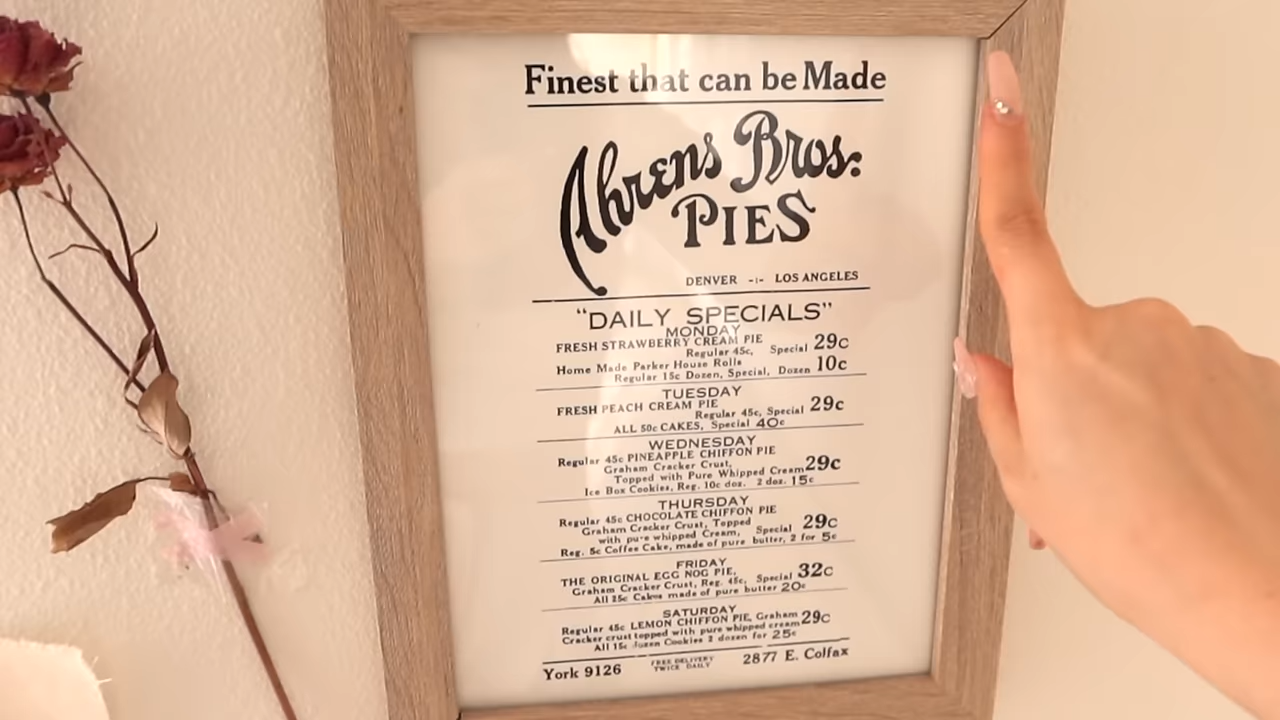 Finest that can be Made
Ahrens Bros.
PIES
DENVER -:- LOS ANGELES
"DAILY SPECIALS"
MONDAY
FRESH STRAWBERRY CREAM PIE
Regular 45c, Special 29c
Home Made Parker House Rolls
Regular 15c Dozen, Special, Dozen 10c
TUESDAY
FRESH PEACH CREAM PIE
Regular 45c, Special 29c
ALL 50c CAKES, Special 40c
WEDNESDAY
Regular 45c PINEAPPLE CHIFFON PIE
Graham Cracker Crust,
Topped with Pure Whipped Cream 29c
Ice Box Cookies, Reg. 10c doz. 2 doz. 15c
THURSDAY
Regular 45c CHOCOLATE CHIFFON PIE
Graham Cracker Crust, Topped
with pure whipped Cream, Special 29c
Reg. 5c Coffee Cake, made of pure butter, 2 for 5c
FRIDAY
THE ORIGINAL EGG NOG PIE,
Graham Cracker Crust, Reg. 45c, Special 32c
All 25c Cakes made of pure butter 20c
SATURDAY
Regular 45c LEMON CHIFFON PIE, Graham
Cracker crust topped with pure whipped cream 29c
All 15c dozen Cookies 2 dozen for 25c
York 9126 FREE DELIVERY TWICE DAILY 2877 E. Colfax